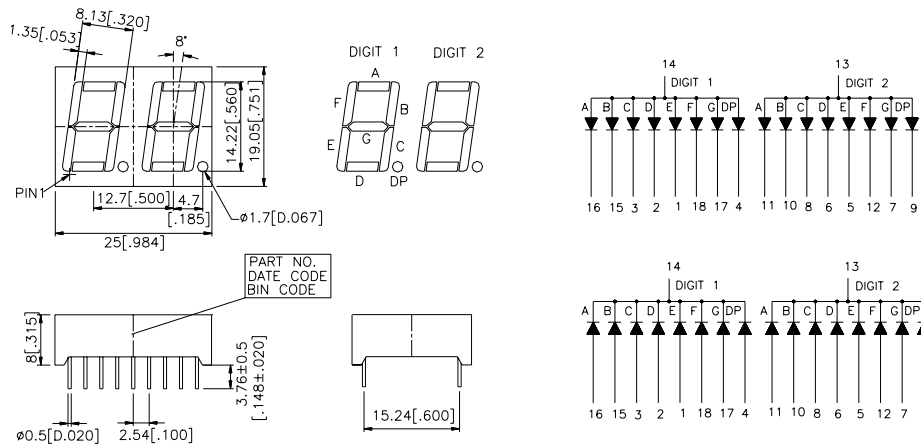 8.13[.320]
1.35[.053]
8°
14.22[.560]
19.05[.751]
PIN1
12.7[.500]
4.7
[.185]
ø1.7[D.067]
25[.984]
DIGIT 1 DIGIT 2
A
F B
G
E C
D DP
14
DIGIT 1
A B C D E F G DP
16 15 3 2 1 18 17 4
13
DIGIT 2
A B C D E F G DP
11 10 8 6 5 12 7 9
PART NO.
DATE CODE
BIN CODE
8[.315]
3.76±0.5
[.148±.020]
ø0.5[D.020]
2.54[.100]
15.24[.600]
14
DIGIT 1
A B C D E F G DP
16 15 3 2 1 18 17 4
13
DIGIT 2
A B C D E F G
11 10 8 6 5 12 7